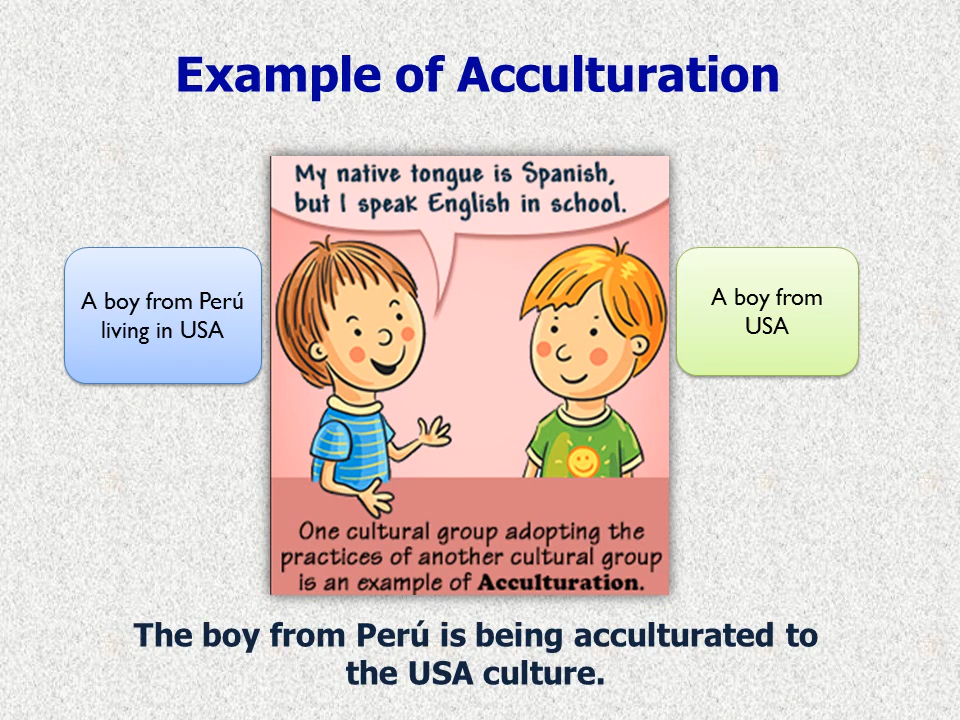 Example of Acculturation
My native tongue is Spanish,
but I speak English in school.
A boy from Perú
living in USA
A boy from
USA
One cultural group adopting the
practices of another cultural group
is an example of Acculturation.
The boy from Perú is being acculturated to
the USA culture.